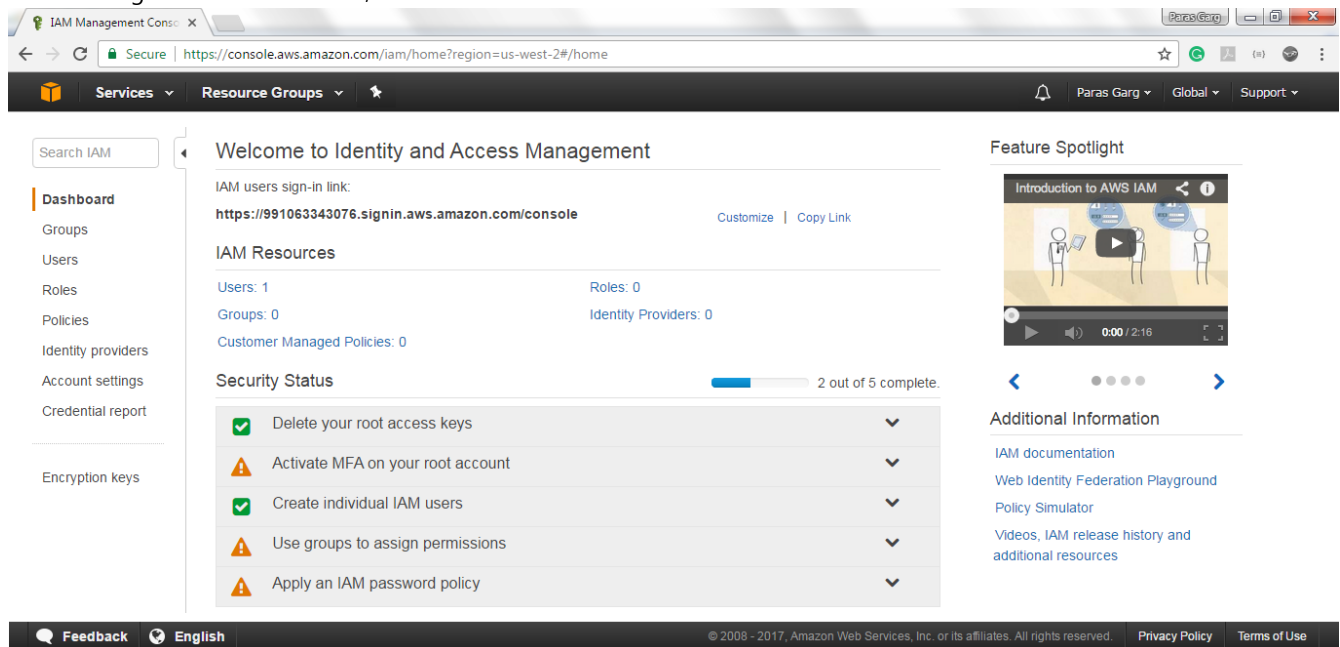 IAM Management Conso
Paras Garg
Secure | https://console.aws.amazon.com/iam/home?region=us-west-2#/home
Services Resource Groups Paras Garg Global Support
Search IAM
Dashboard
Groups
Users
Roles
Policies
Identity providers
Account settings
Credential report
Encryption keys
Welcome to Identity and Access Management
IAM users sign-in link:
https://991063343076.signin.aws.amazon.com/console Customize | Copy Link
IAM Resources
Users: 1 Roles: 0
Groups: 0 Identity Providers: 0
Customer Managed Policies: 0
Security Status 2 out of 5 complete.
Delete your root access keys
Activate MFA on your root account
Create individual IAM users
Use groups to assign permissions
Apply an IAM password policy
Feature Spotlight
Introduction to AWS IAM
0:00 / 2:16
Additional Information
IAM documentation
Web Identity Federation Playground
Policy Simulator
Videos, IAM release history and
additional resources
Feedback English © 2008 - 2017, Amazon Web Services, Inc. or its affiliates. All rights reserved. Privacy Policy Terms of Use